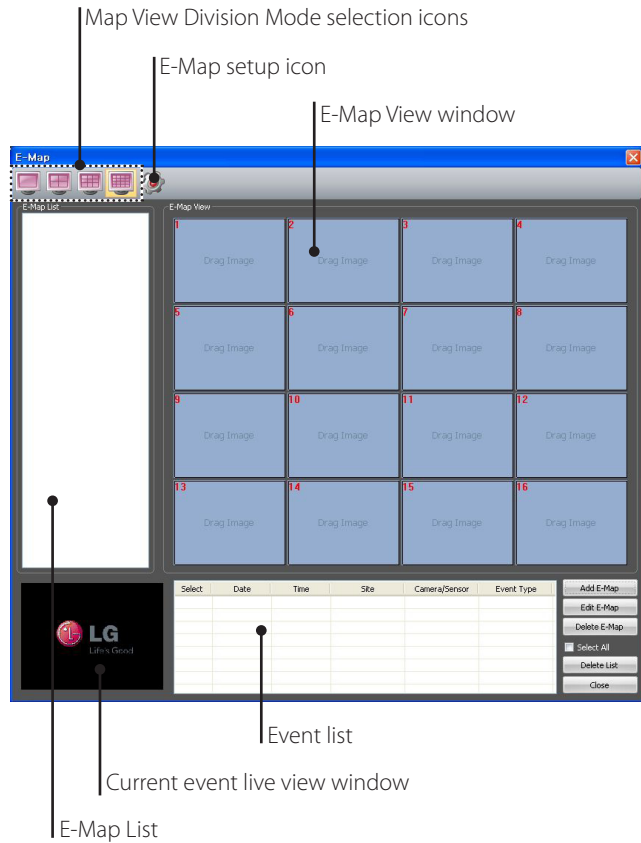 Map View Division Mode selection icons
E-Map setup icon
E-Map View window
E-Map
E-Map List
E-Map View
1 2 3 4
Drag Image Drag Image Drag Image Drag Image
5 6 7 8
Drag Image Drag Image Drag Image Drag Image
9 10 11 12
Drag Image Drag Image Drag Image Drag Image
13 14 15 16
Drag Image Drag Image Drag Image Drag Image
Select Date Time Site Camera/Sensor Event Type
Add E-Map
Edit E-Map
Delete E-Map
Select All
Delete List
Close
LG
Life's Good
Event list
Current event live view window
E-Map List